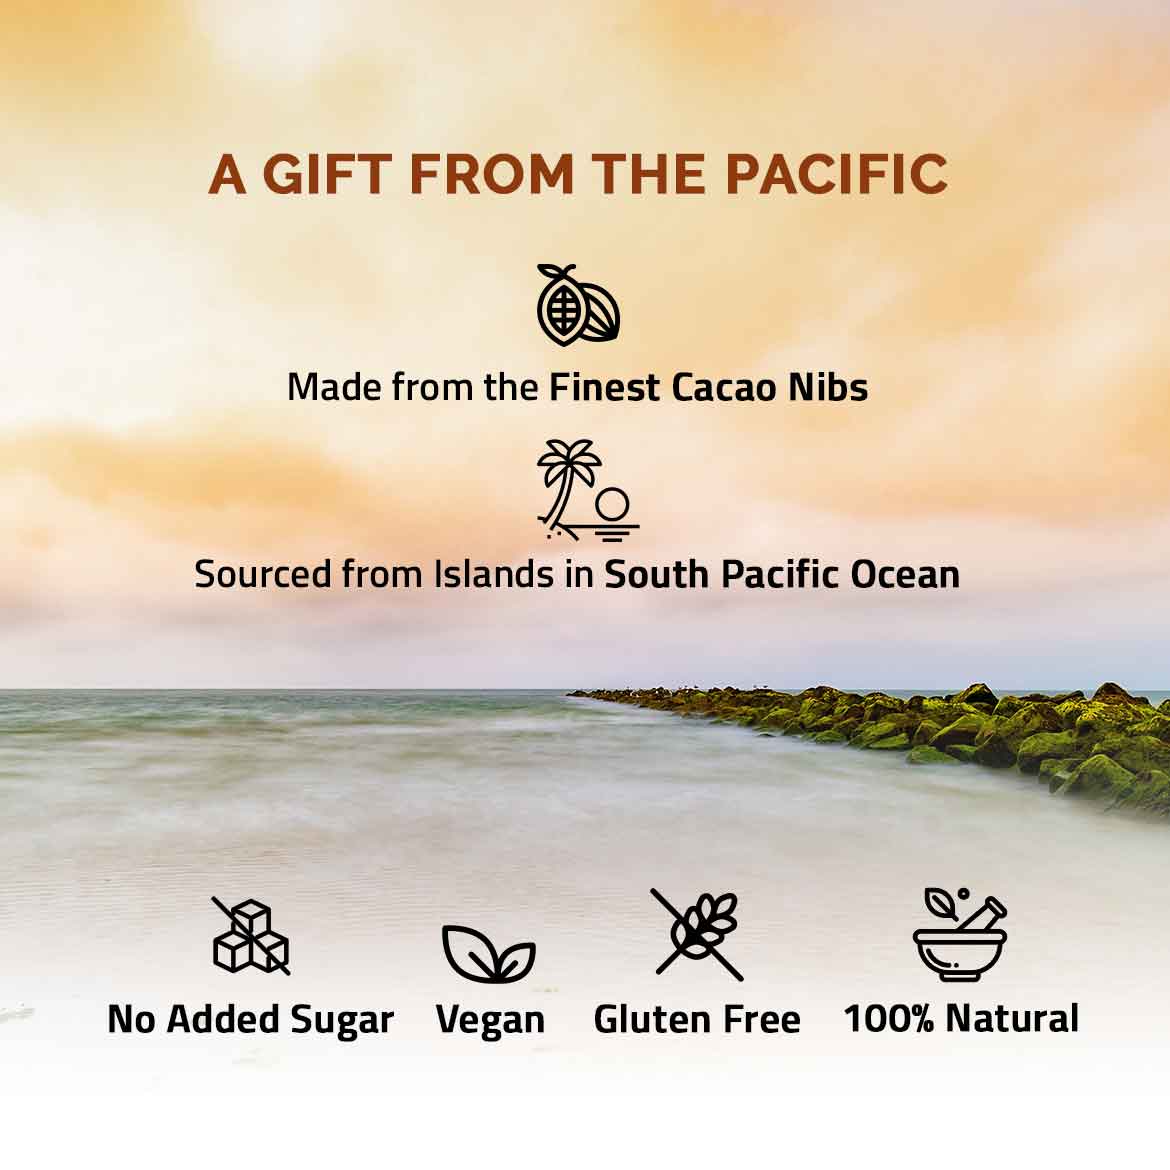 A GIFT FROM THE PACIFIC
Made from the Finest Cacao Nibs
Sourced from Islands in South Pacific Ocean
No Added Sugar
Vegan
Gluten Free
100% Natural